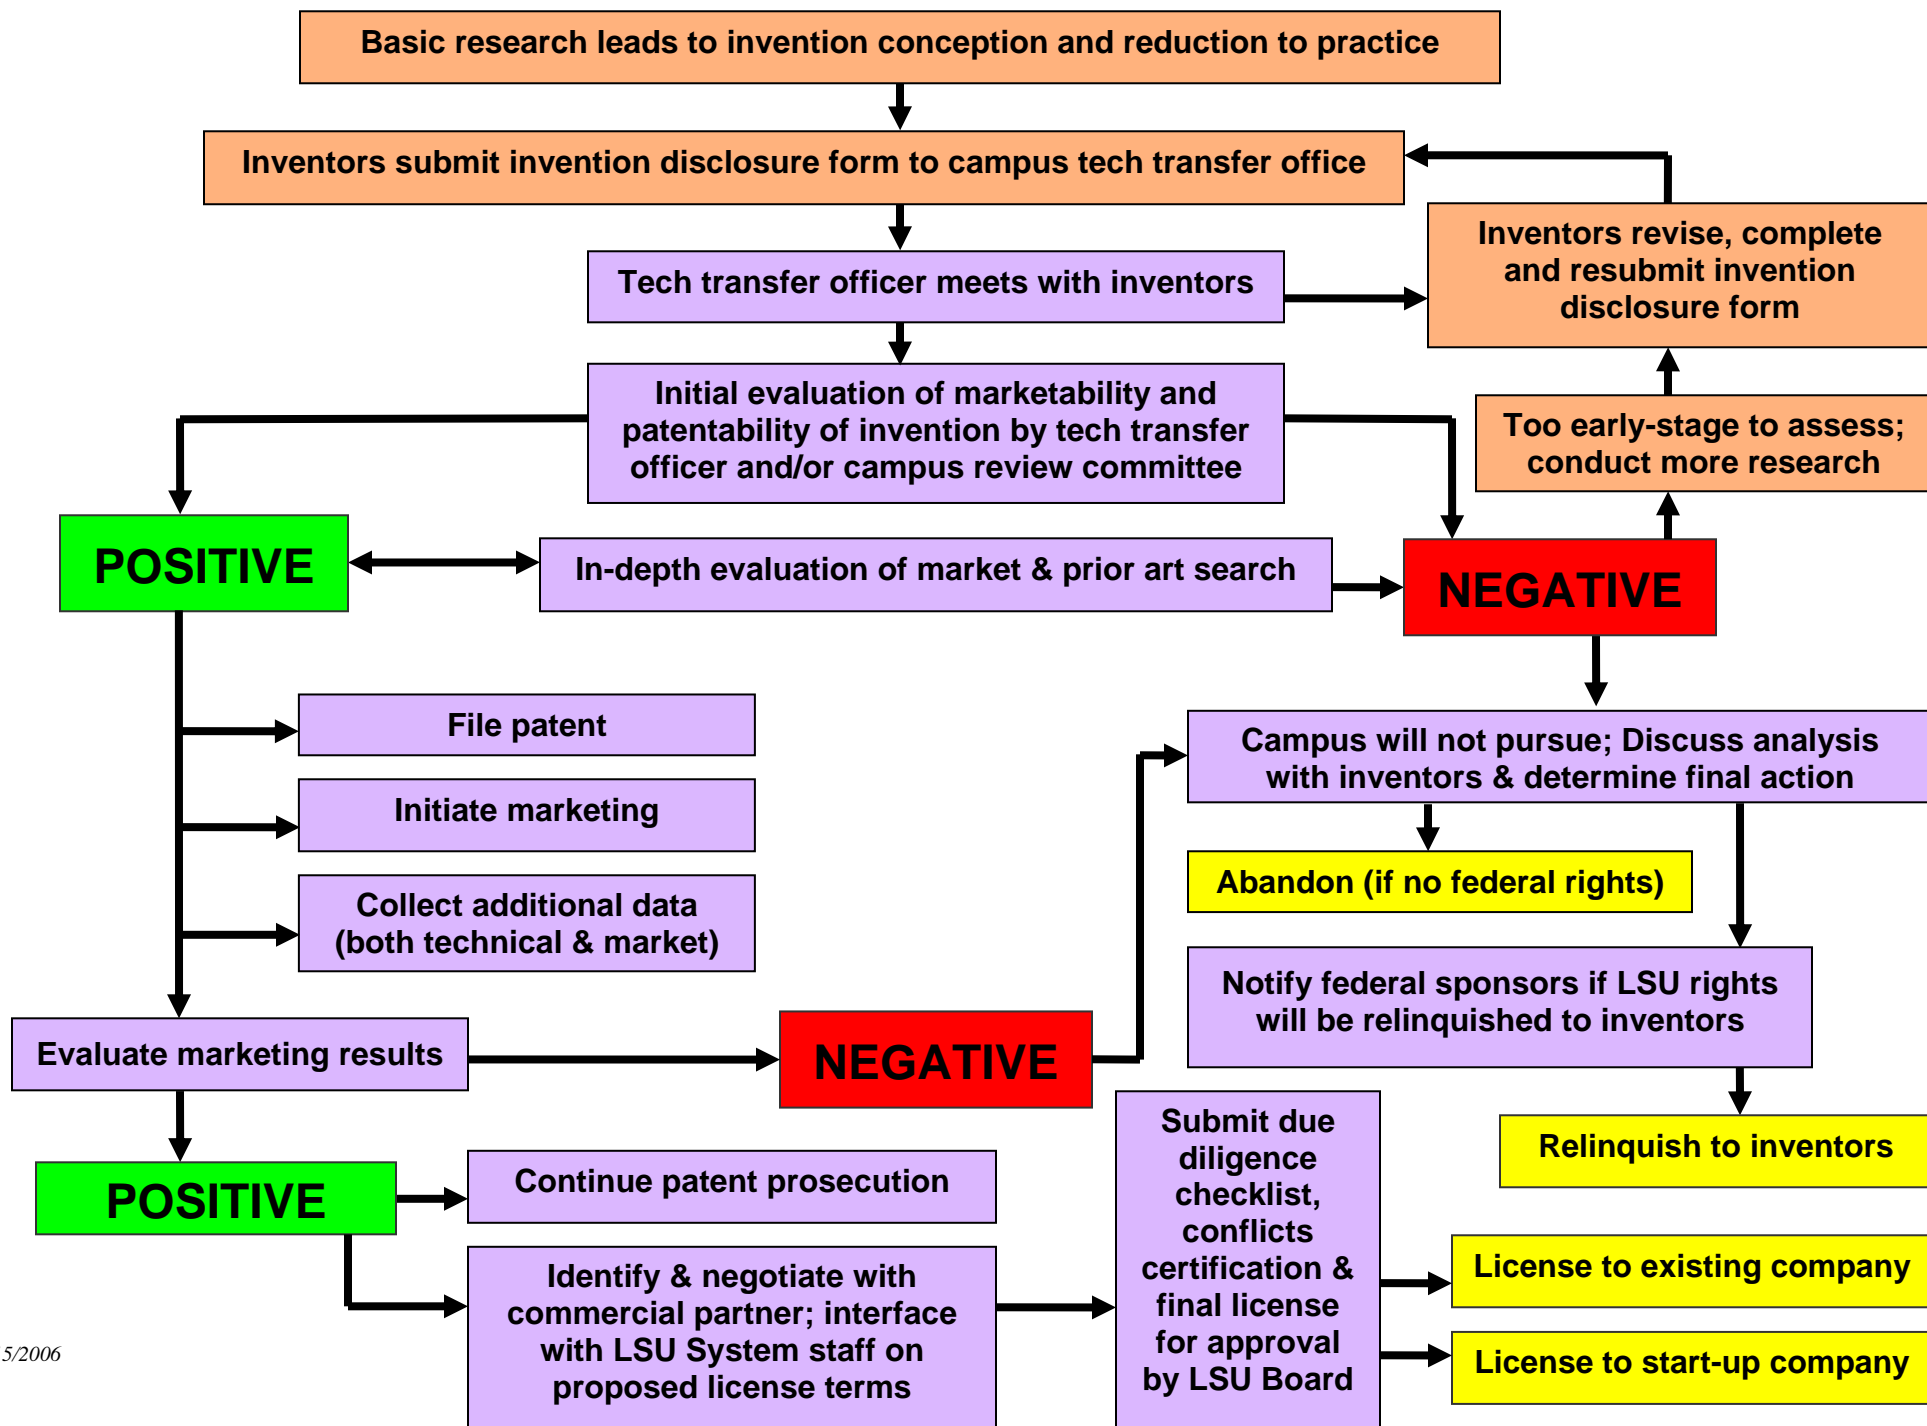 Basic research leads to invention conception and reduction to practice
Inventors submit invention disclosure form to campus tech transfer office
Inventors revise, complete
and resubmit invention
disclosure form
Tech transfer officer meets with inventors
Initial evaluation of marketability and
patentability of invention by tech transfer
officer and/or campus review committee
Too early-stage to assess;
conduct more research
POSITIVE
In-depth evaluation of market & prior art search
NEGATIVE
File patent
Initiate marketing
Collect additional data
(both technical & market)
Campus will not pursue; Discuss analysis
with inventors & determine final action
Abandon (if no federal rights)
Notify federal sponsors if LSU rights
will be relinquished to inventors
Evaluate marketing results
NEGATIVE
Relinquish to inventors
POSITIVE
Continue patent prosecution
Identify & negotiate with
commercial partner; interface
with LSU System staff on
proposed license terms
Submit due
diligence
checklist,
conflicts
certification &
final license
for approval
by LSU Board
License to existing company
License to start-up company
5/2006